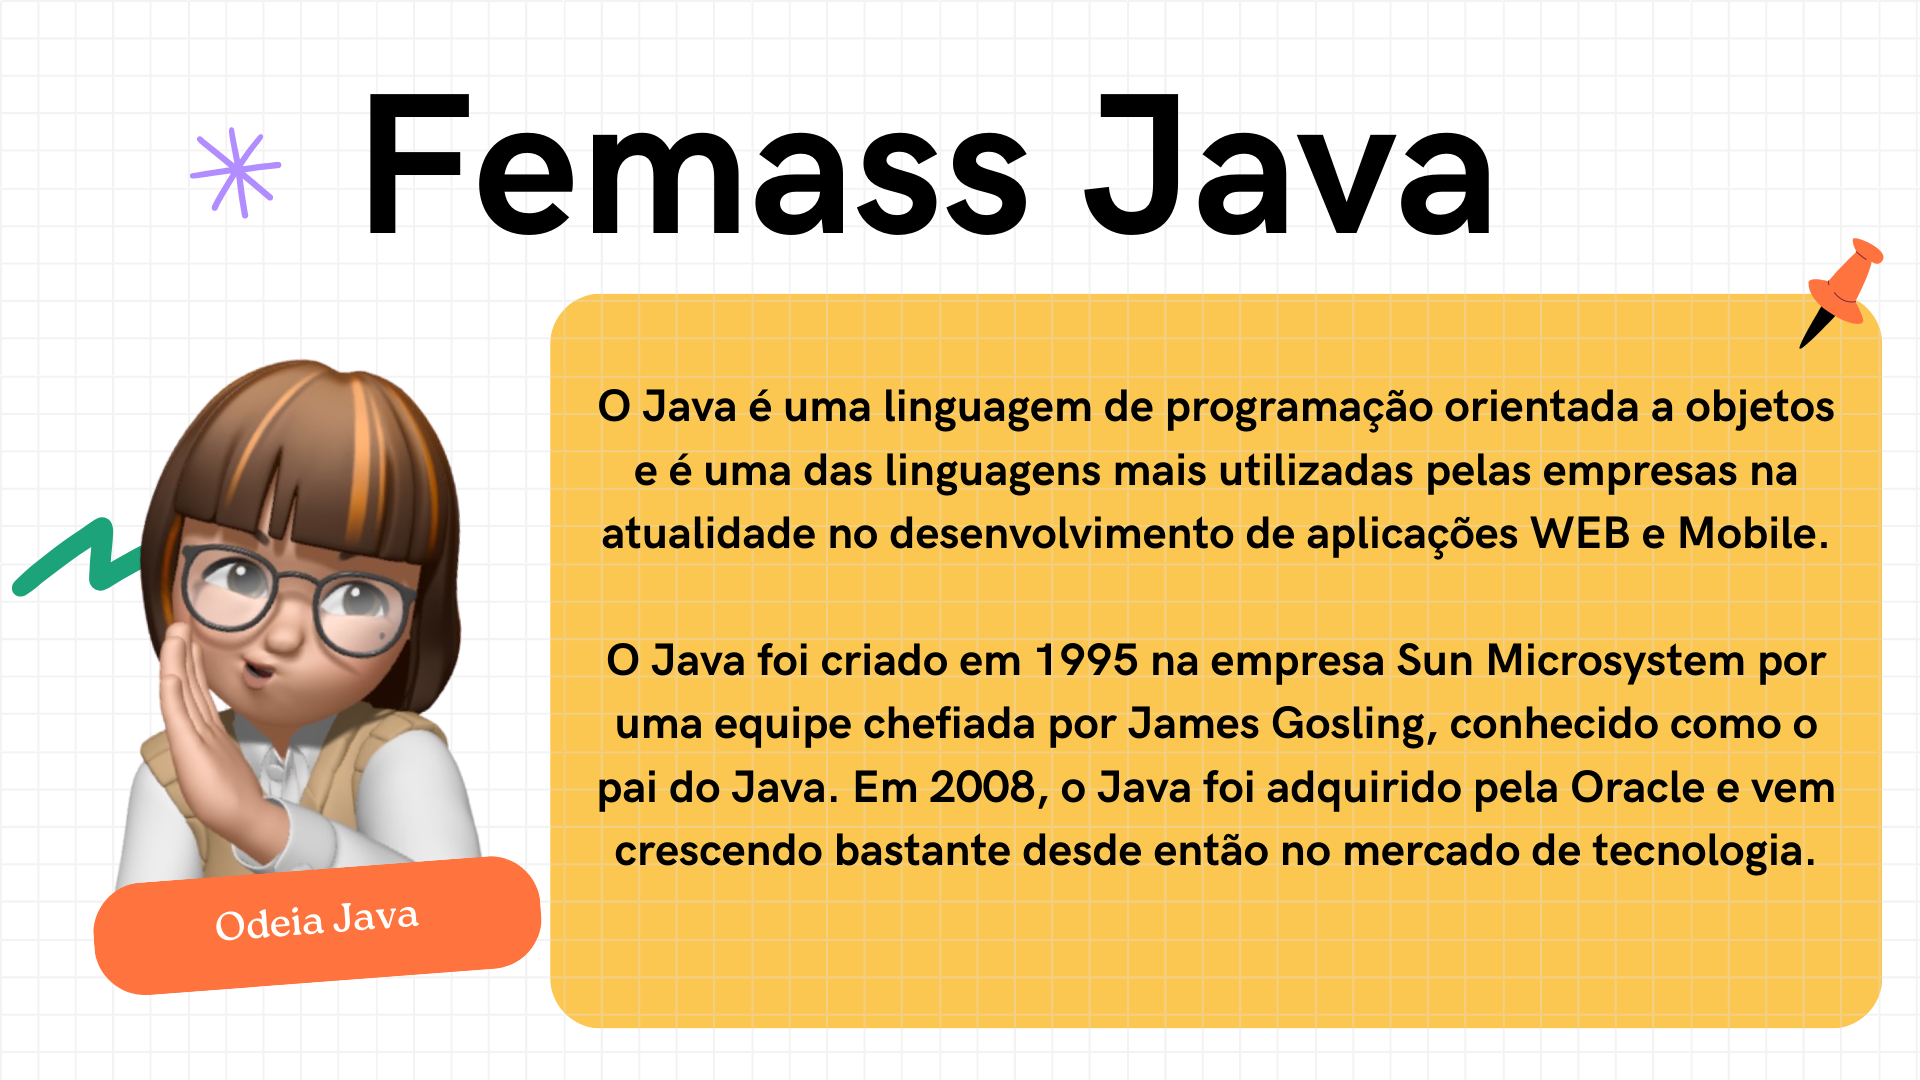 Femass Java
O Java é uma linguagem de programação orientada a objetos
e é uma das linguagens mais utilizadas pelas empresas na
atualidade no desenvolvimento de aplicações WEB e Mobile.
O Java foi criado em 1995 na empresa Sun Microsystem por
uma equipe chefiada por James Gosling, conhecido como o
pai do Java. Em 2008, o Java foi adquirido pela Oracle e vem
crescendo bastante desde então no mercado de tecnologia.
Odeia Java